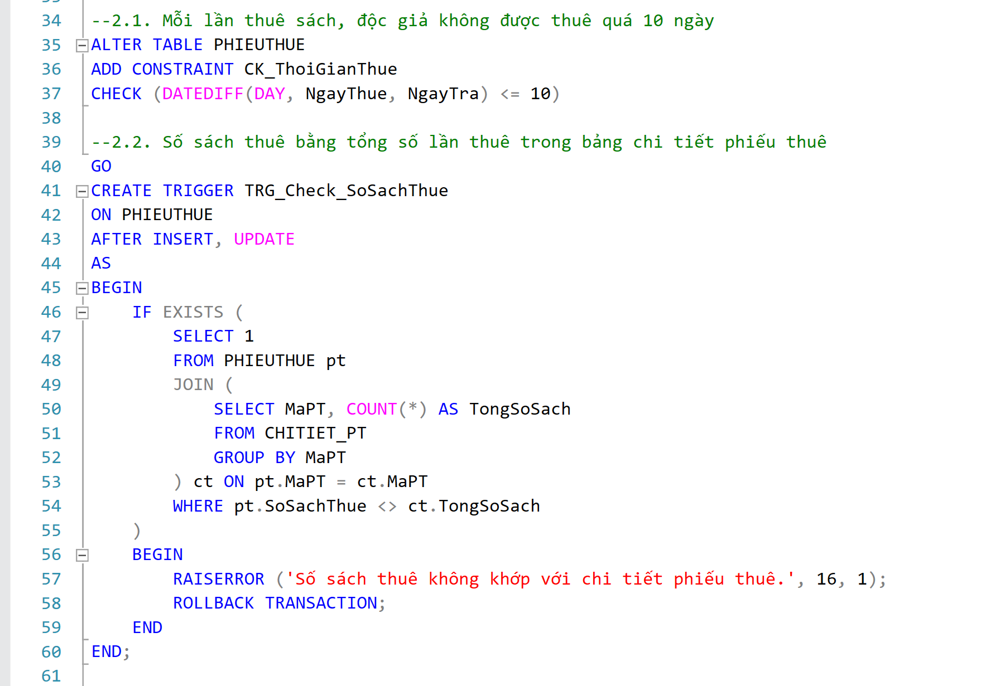 34 --2.1. Mỗi lần thuê sách, độc giả không được thuê quá 10 ngày
35 ALTER TABLE PHIEUTHUE
36 ADD CONSTRAINT CK_ThoiGianThue
37 CHECK (DATEDIFF(DAY, NgayThue, NgayTra) <= 10)
38
39 --2.2. Số sách thuê bằng tổng số lần thuê trong bảng chi tiết phiếu thuê
40 GO
41 CREATE TRIGGER TRG_Check_SoSachThue
42 ON PHIEUTHUE
43 AFTER INSERT, UPDATE
44 AS
45 BEGIN
46     IF EXISTS (
47         SELECT 1
48         FROM PHIEUTHUE pt
49         JOIN (
50             SELECT MaPT, COUNT(*) AS TongSoSach
51             FROM CHITIET_PT
52             GROUP BY MaPT
53         ) ct ON pt.MaPT = ct.MaPT
54         WHERE pt.SoSachThue <> ct.TongSoSach
55     )
56     BEGIN
57         RAISERROR ('Số sách thuê không khớp với chi tiết phiếu thuê.', 16, 1);
58         ROLLBACK TRANSACTION;
59     END
60 END;
61